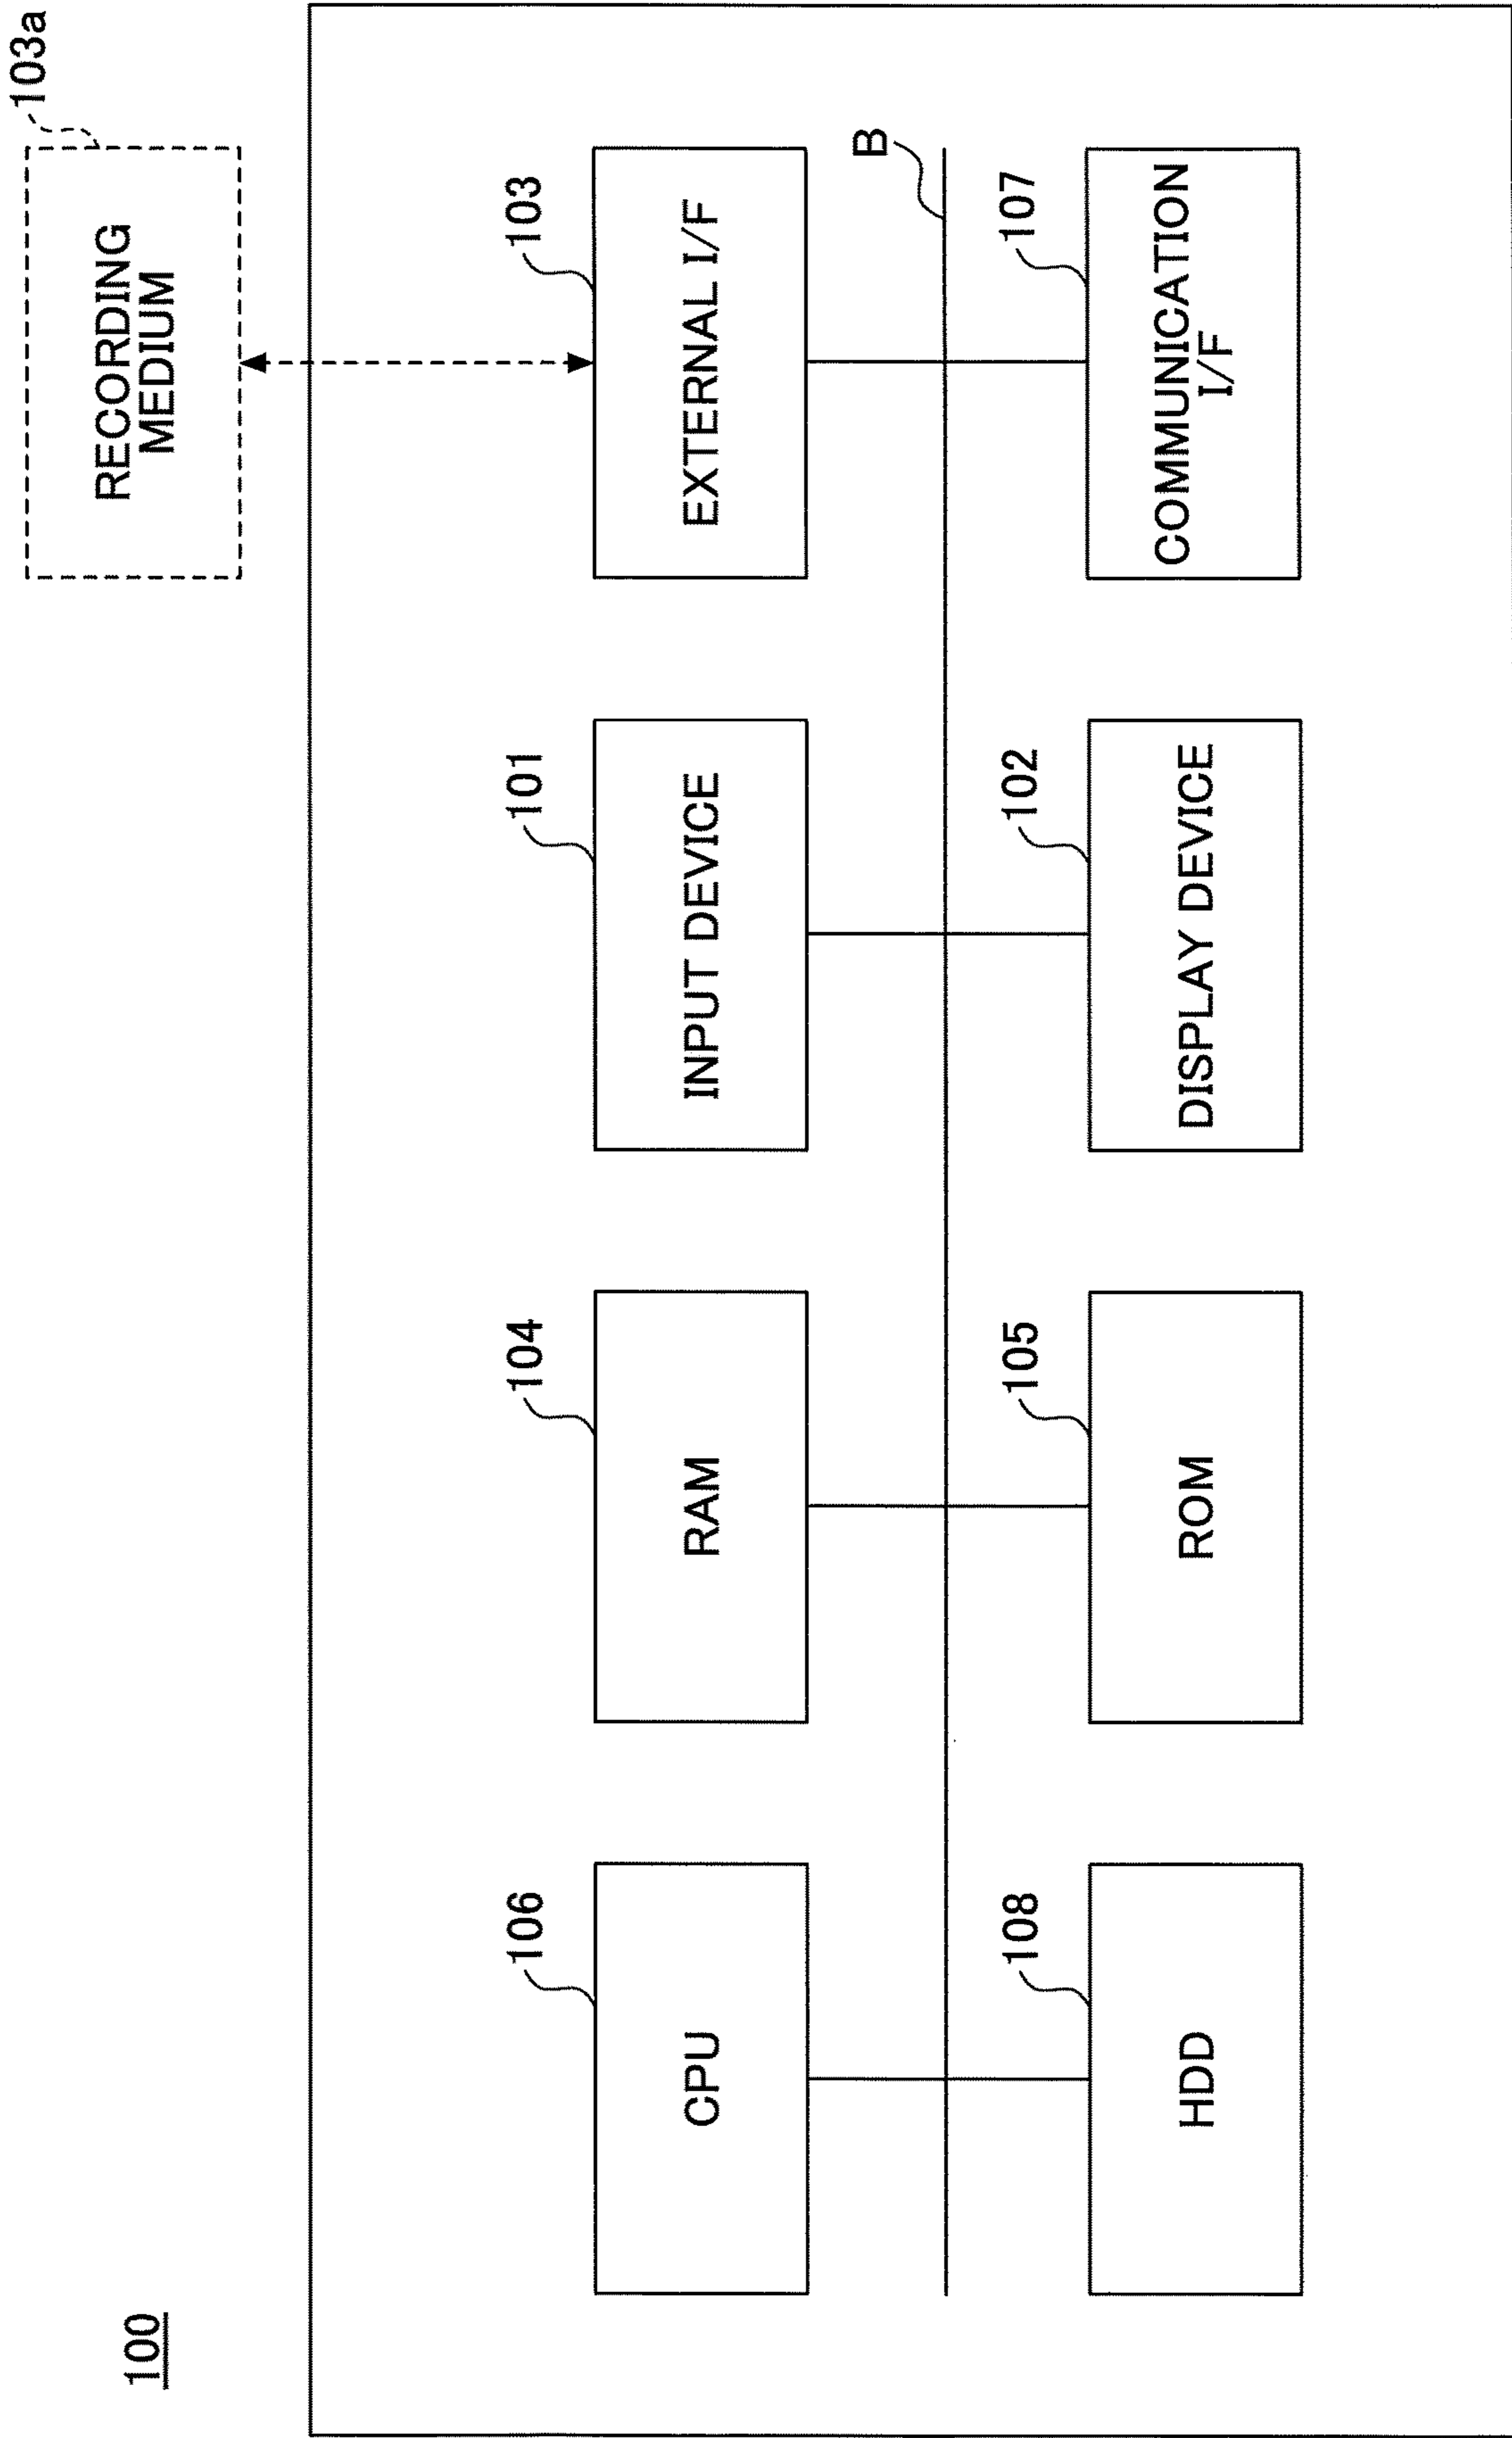 100
103a
RECORDING
MEDIUM
106
104
101
103
CPU
RAM
INPUT DEVICE
EXTERNAL I/F
B
108
105
102
107
HDD
ROM
DISPLAY DEVICE
COMMUNICATION
I/F